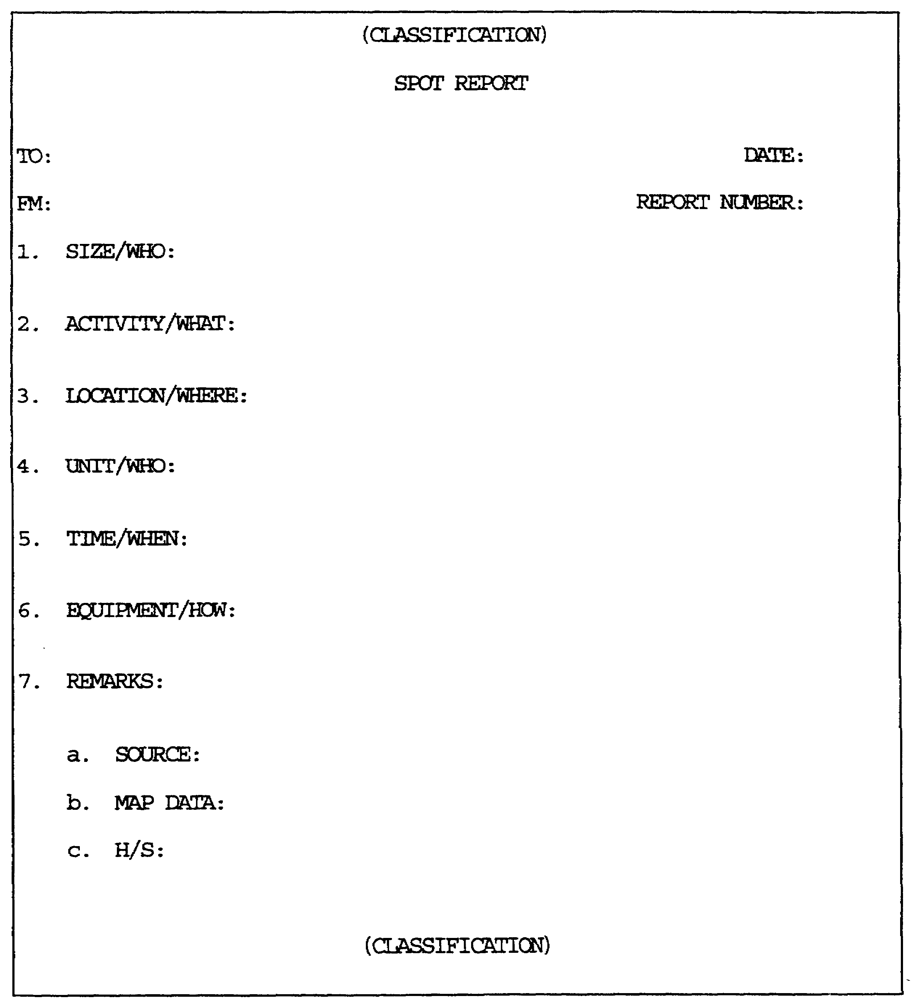 (CLASSIFICATION)
SPOT REPORT
TO: DATE:
FM: REPORT NUMBER:
1. SIZE/WHO:
2. ACTIVITY/WHAT:
3. LOCATION/WHERE:
4. UNIT/WHO:
5. TIME/WHEN:
6. EQUIPMENT/HOW:
7. REMARKS:
a. SOURCE:
b. MAP DATA:
c. H/S:
(CLASSIFICATION)